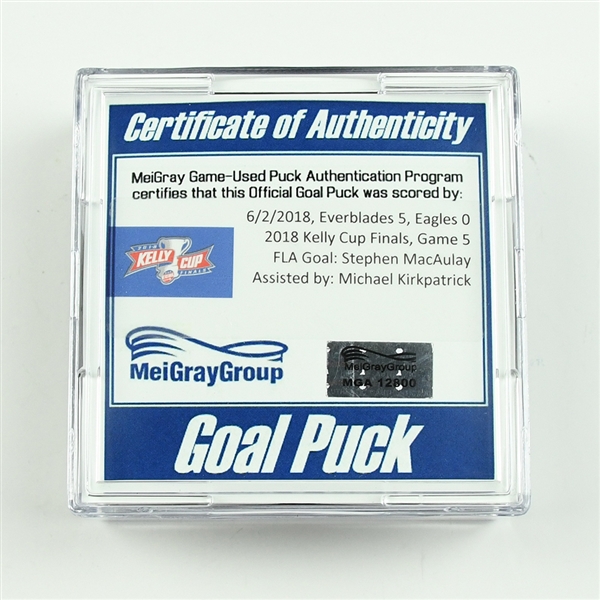 Certificate of Authenticity
MeiGray Game-Used Puck Authentication Program
certifies that this Official Goal Puck was scored by:
6/2/2018, Everblades 5, Eagles 0
2018 Kelly Cup Finals, Game 5
FLA Goal: Stephen MacAulay
Assisted by: Michael Kirkpatrick
2018
KELLY CUP
FINALS
MeiGrayGroup
MeiGrayGroup
MGA 12800
Goal Puck